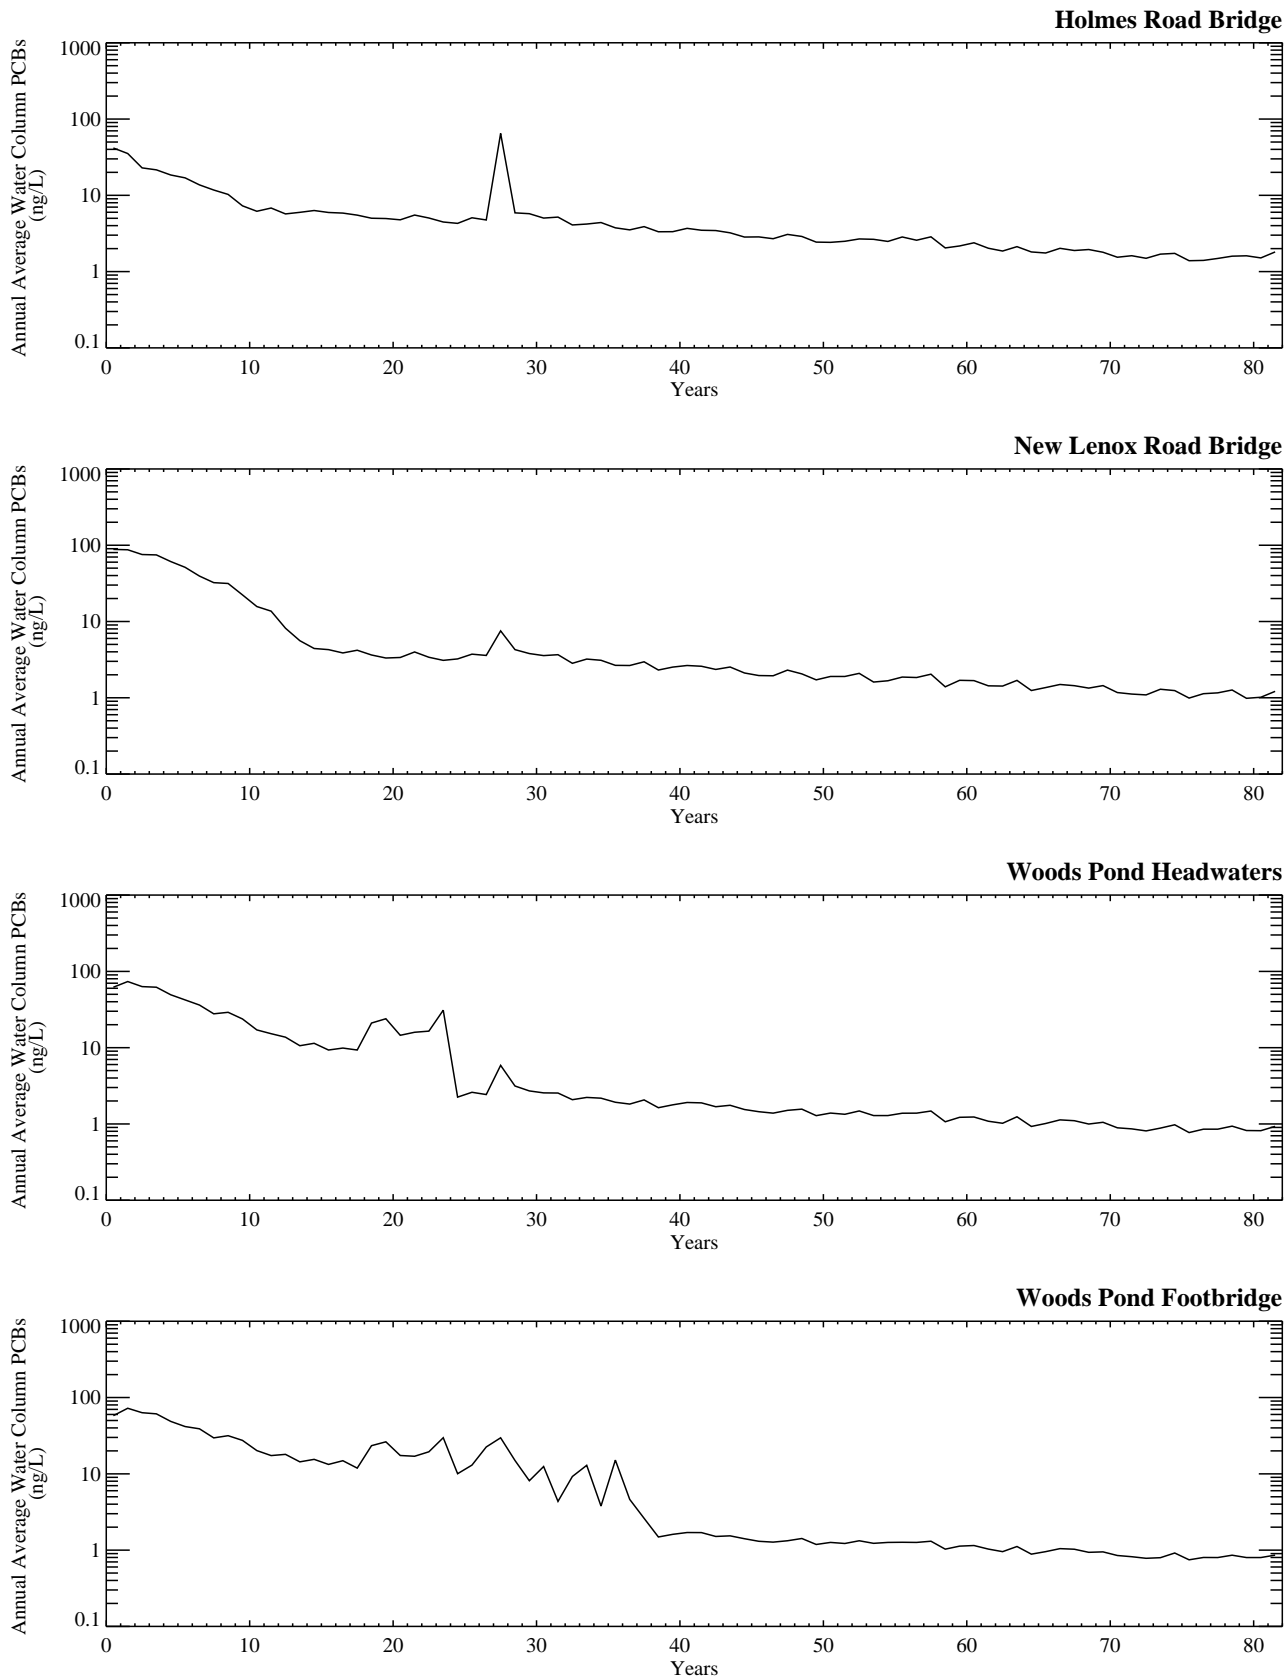 Holmes Road Bridge
Annual Average Water Column PCBs
(ng/L)
1000
100
10
1
0.1
0 10 20 30 40 50 60 70 80
Years
New Lenox Road Bridge
Annual Average Water Column PCBs
(ng/L)
1000
100
10
1
0.1
0 10 20 30 40 50 60 70 80
Years
Woods Pond Headwaters
Annual Average Water Column PCBs
(ng/L)
1000
100
10
1
0.1
0 10 20 30 40 50 60 70 80
Years
Woods Pond Footbridge
Annual Average Water Column PCBs
(ng/L)
1000
100
10
1
0.1
0 10 20 30 40 50 60 70 80
Years